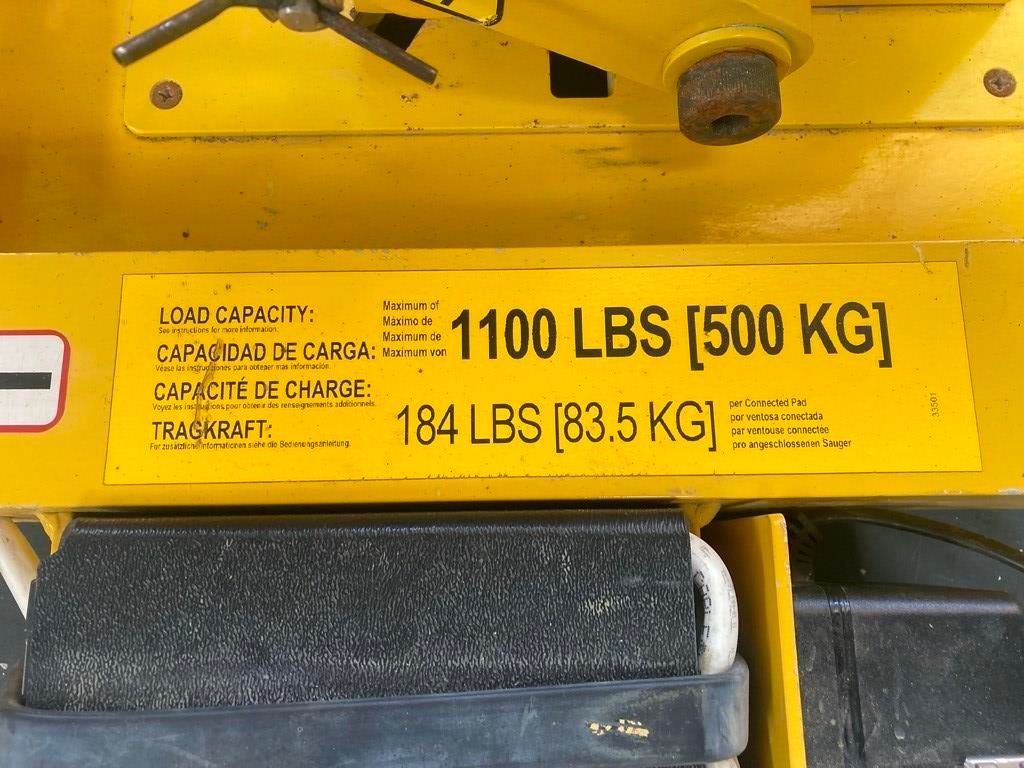 LOAD CAPACITY:
See instructions for more information.
CAPACIDAD DE CARGA:
Véase las instrucciones para obtener mas información.
CAPACITÉ DE CHARGE:
Voyez les instructions pour obtenir des renseignements additionnels.
TRAGKRAFT:
Für zusätzliche Informationen siehe die Bedienungsanleitung.
Maximum of
Máximo de
Maximum de
Maximum von
1100 LBS [500 KG]
184 LBS [83.5 KG]
per Connected Pad
por ventosa conectada
par ventouse connectée
pro angeschlossenen Sauger
33501